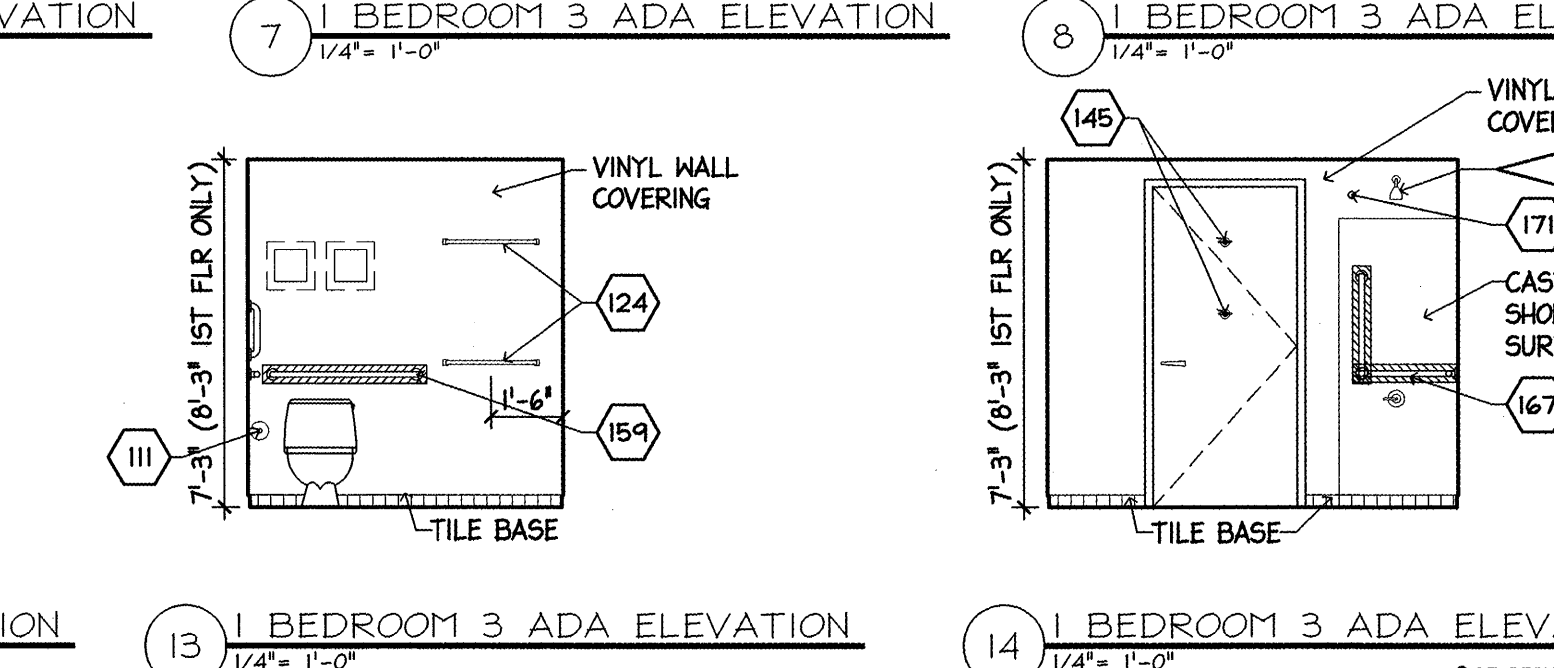 VATION
7
1 BEDROOM 3 ADA ELEVATION
1/4"= 1'-0"
8
1 BEDROOM 3 ADA EL
1/4"= 1'-0"
VINYL WALL
COVERING
7'-3" (8'-3" 1ST FLR ONLY)
124
1'-6"
159
111
TILE BASE
145
VINYL
COVE
7'-3" (8'-3" 1ST FLR ONLY)
171
CAS
SHO
SUR
167
TILE BASE
ION
13
1 BEDROOM 3 ADA ELEVATION
1/4"= 1'-0"
14
1 BEDROOM 3 ADA ELEV
1/4"= 1'-0"